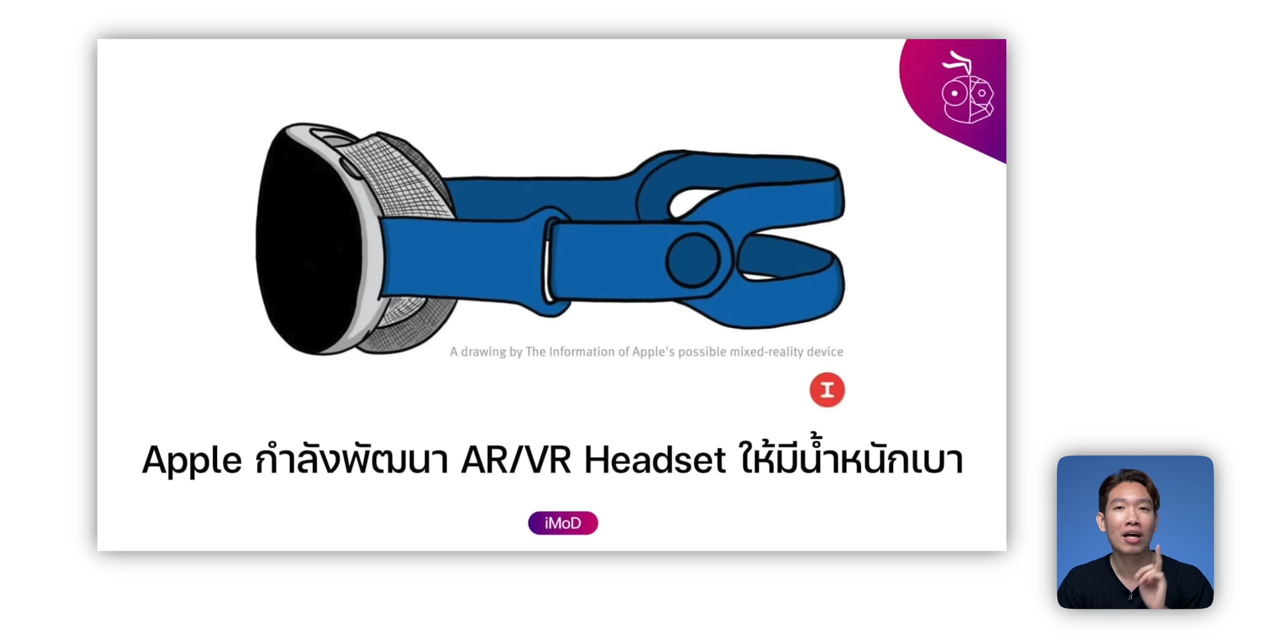 A drawing by The Information of Apple's possible mixed-reality device
I
Apple กำลังพัฒนา AR/VR Headset ให้มีน้ำหนักเบา
iMoD